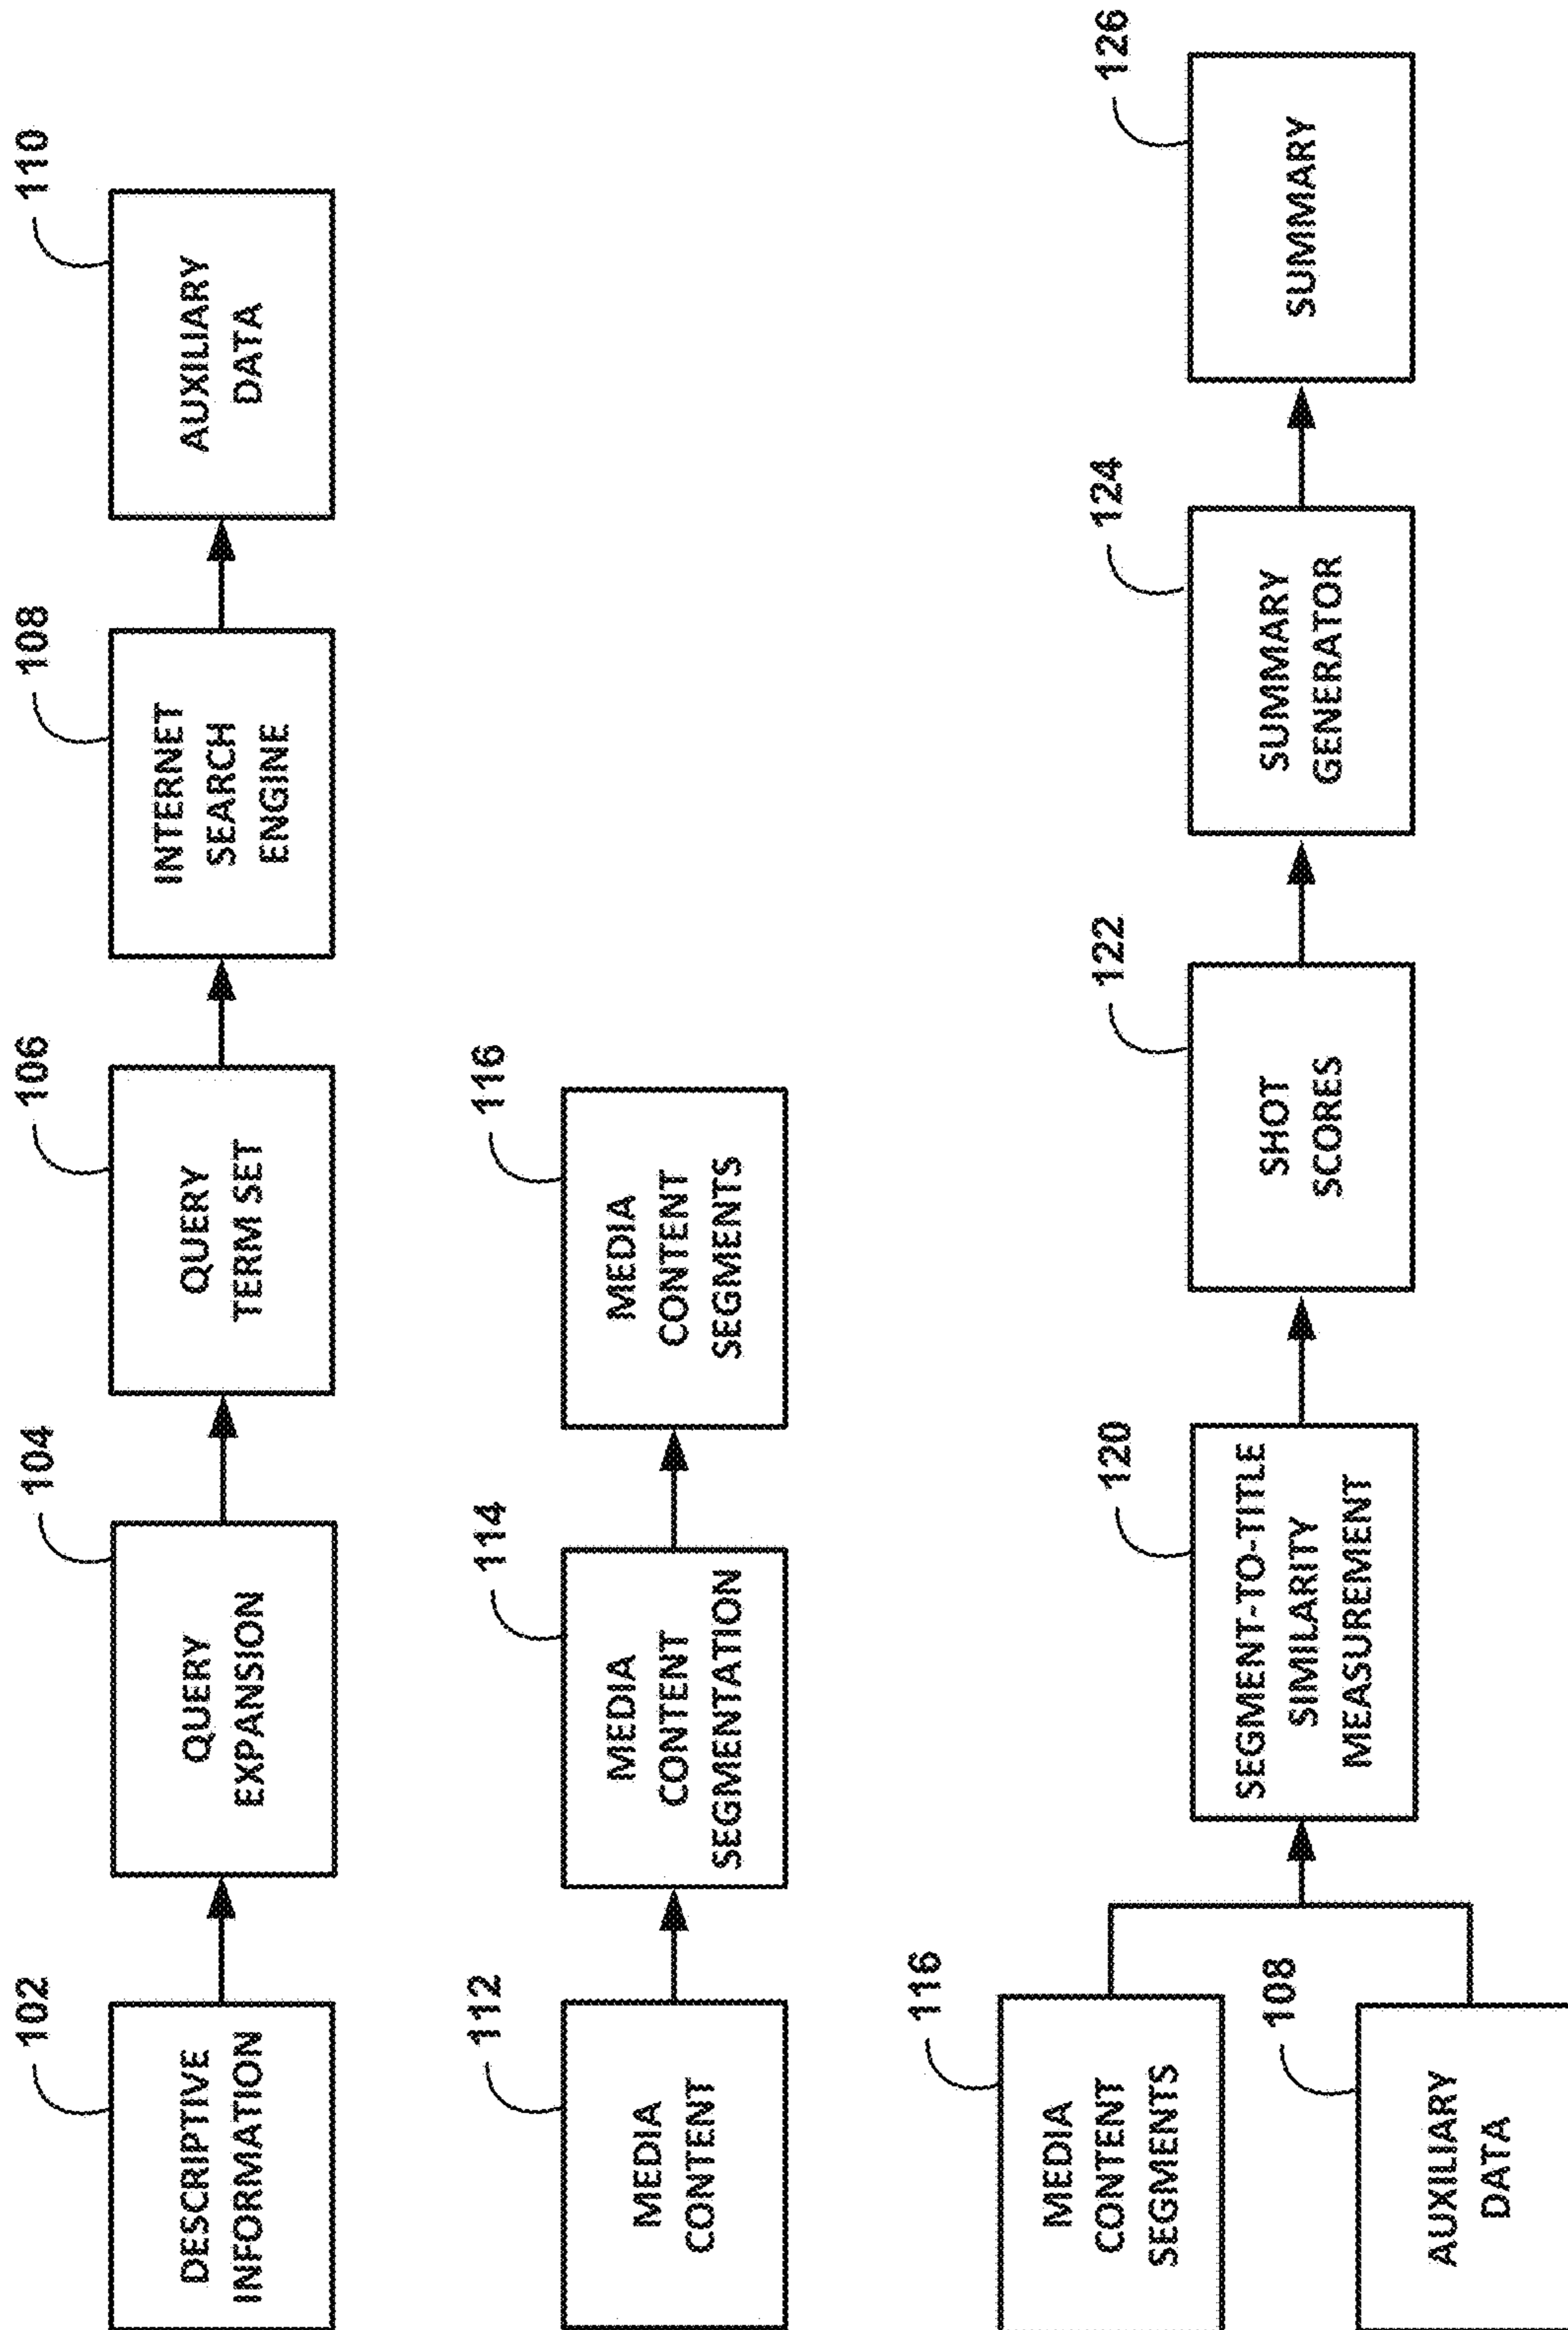 102
DESCRIPTIVE
INFORMATION
104
QUERY
EXPANSION
106
QUERY
TERM SET
108
INTERNET
SEARCH
ENGINE
110
AUXILIARY
DATA
112
MEDIA
CONTENT
114
MEDIA
CONTENT
SEGMENTATION
116
MEDIA
CONTENT
SEGMENTS
116
MEDIA
CONTENT
SEGMENTS
108
AUXILIARY
DATA
120
SEGMENT-TO-TITLE
SIMILARITY
MEASUREMENT
122
SHOT
SCORES
124
SUMMARY
GENERATOR
126
SUMMARY